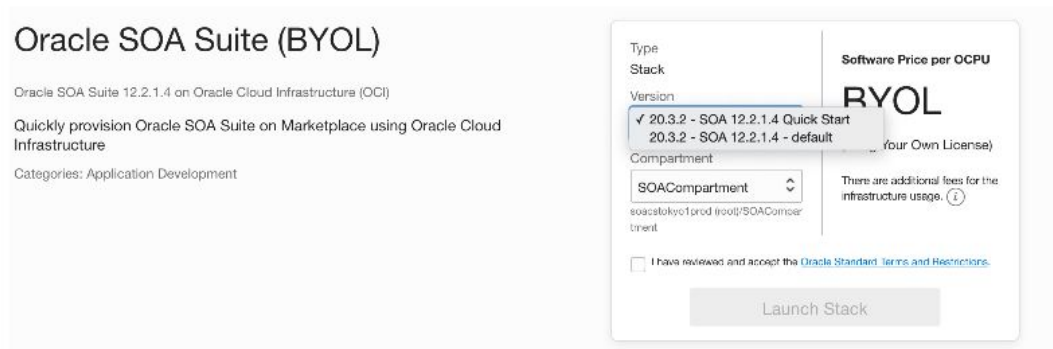 Oracle SOA Suite (BYOL)
Oracle SOA Suite 12.2.1.4 on Oracle Cloud Infrastructure (OCI)
Quickly provision Oracle SOA Suite on Marketplace using Oracle Cloud
Infrastructure
Categories: Application Development
Type
Stack
Version
✓ 20.3.2 - SOA 12.2.1.4 Quick Start
20.3.2 - SOA 12.2.1.4 - default
Compartment
SOACompartment
soacstokyo1prod (root)/SOACompar
tment
Software Price per OCPU
BYOL
Your Own License)
There are additional fees for the
infrastructure usage. i
I have reviewed and accept the Oracle Standard Terms and Restrictions.
Launch Stack